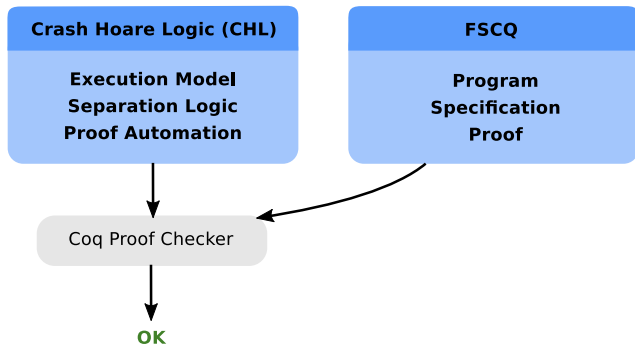 Crash Hoare Logic (CHL)
Execution Model
Separation Logic
Proof Automation
FSCQ
Program
Specification
Proof
Coq Proof Checker
OK